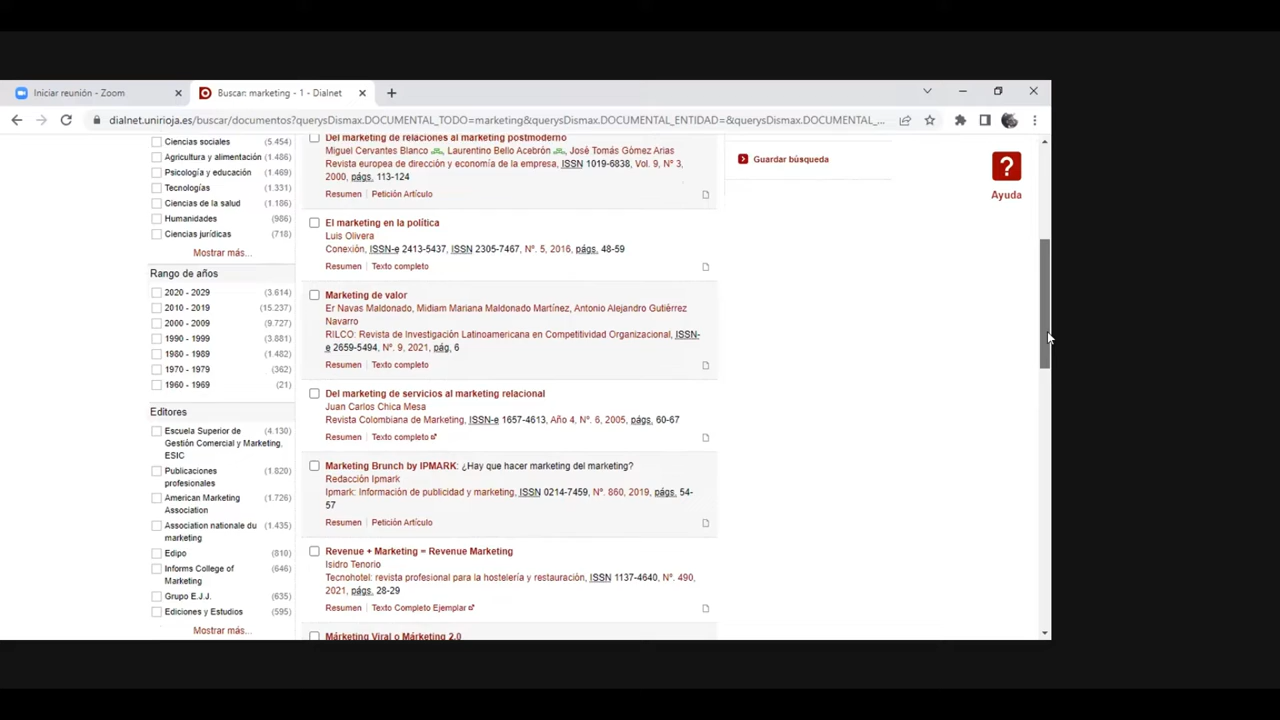 Iniciar reunión - Zoom
Buscar: marketing - 1 - Dialnet
dialnet.unirioja.es/buscar/documentos?querysDismax.DOCUMENTAL_TODO=marketing&querysDismax.DOCUMENTAL_ENTIDAD=&querysDismax.DOCUMENTAL_...
Ciencias sociales (5.454)
Agricultura y alimentación (1.486)
Psicología y educación (1.469)
Tecnologías (1.331)
Ciencias de la salud (1.186)
Humanidades (986)
Ciencias jurídicas (718)
Mostrar más...
Rango de años
2020 - 2029 (3.614)
2010 - 2019 (15.237)
2000 - 2009 (9.727)
1990 - 1999 (3.881)
1980 - 1989 (1.482)
1970 - 1979 (362)
1960 - 1969 (21)
Editores
Escuela Superior de (4.130)
Gestión Comercial y Marketing,
ESIC
Publicaciones (1.820)
profesionales
American Marketing (1.726)
Association
Association nationale du (1.435)
marketing
Edipo (810)
Informs College of (646)
Marketing
Grupo E.J.J. (635)
Ediciones y Estudios (595)
Mostrar más...
Del marketing de relaciones al marketing postmoderno
Miguel Cervantes Blanco, Laurentino Bello Acebrón, José Tomás Gómez Arias
Revista europea de dirección y economía de la empresa, ISSN 1019-6838, Vol. 9, Nº 3,
2000, págs. 113-124
Resumen | Petición Artículo
El marketing en la política
Luis Olivera
Conexión, ISSN-e 2413-5437, ISSN 2305-7467, Nº. 5, 2016, págs. 48-59
Resumen | Texto completo
Marketing de valor
Er Navas Maldonado, Midiam Mariana Maldonado Martínez, Antonio Alejandro Gutiérrez
Navarro
RILCO: Revista de Investigación Latinoamericana en Competitividad Organizacional, ISSN-
e 2659-5494, Nº. 9, 2021, pág. 6
Resumen | Texto completo
Del marketing de servicios al marketing relacional
Juan Carlos Chica Mesa
Revista Colombiana de Marketing, ISSN-e 1657-4613, Año 4, Nº. 6, 2005, págs. 60-67
Resumen | Texto completo
Marketing Brunch by IPMARK: ¿Hay que hacer marketing del marketing?
Redacción Ipmark
Ipmark: Información de publicidad y marketing, ISSN 0214-7459, Nº. 860, 2019, págs. 54-
57
Resumen | Petición Artículo
Revenue + Marketing = Revenue Marketing
Isidro Tenorio
Tecnohotel: revista profesional para la hostelería y restauración, ISSN 1137-4640, Nº. 490,
2021, págs. 28-29
Resumen | Texto Completo Ejemplar
Márketing Viral o Márketing 2.0
Guardar búsqueda
?
Ayuda